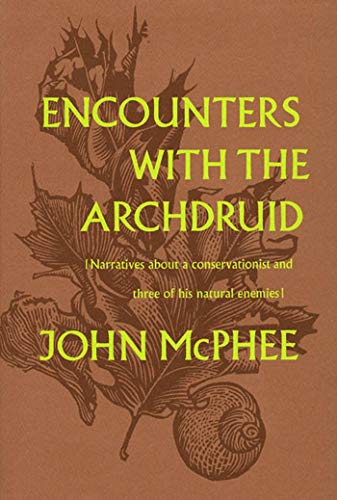 ENCOUNTERS
WITH THE
ARCHDRUID
[Narratives about a conservationist and
three of his natural enemies]
JOHN McPHEE